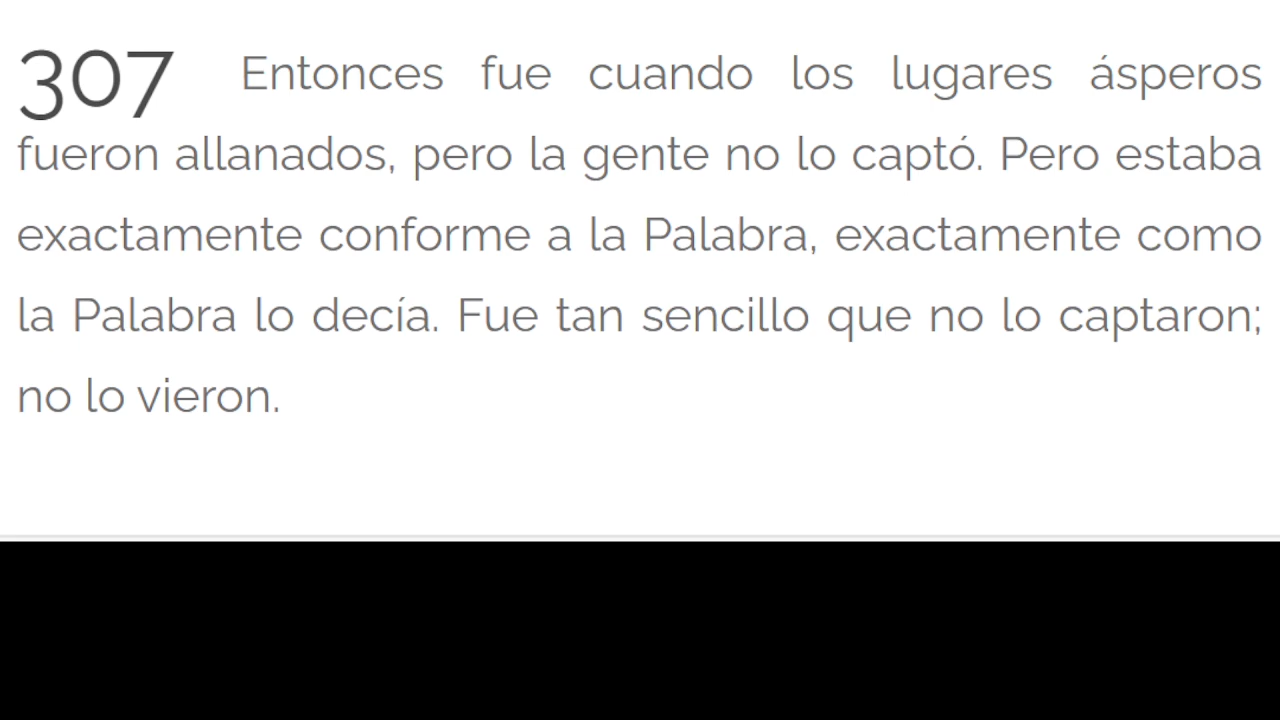 307 Entonces fue cuando los lugares ásperos
fueron allanados, pero la gente no lo captó. Pero estaba
exactamente conforme a la Palabra, exactamente como
la Palabra lo decía. Fue tan sencillo que no lo captaron;
no lo vieron.